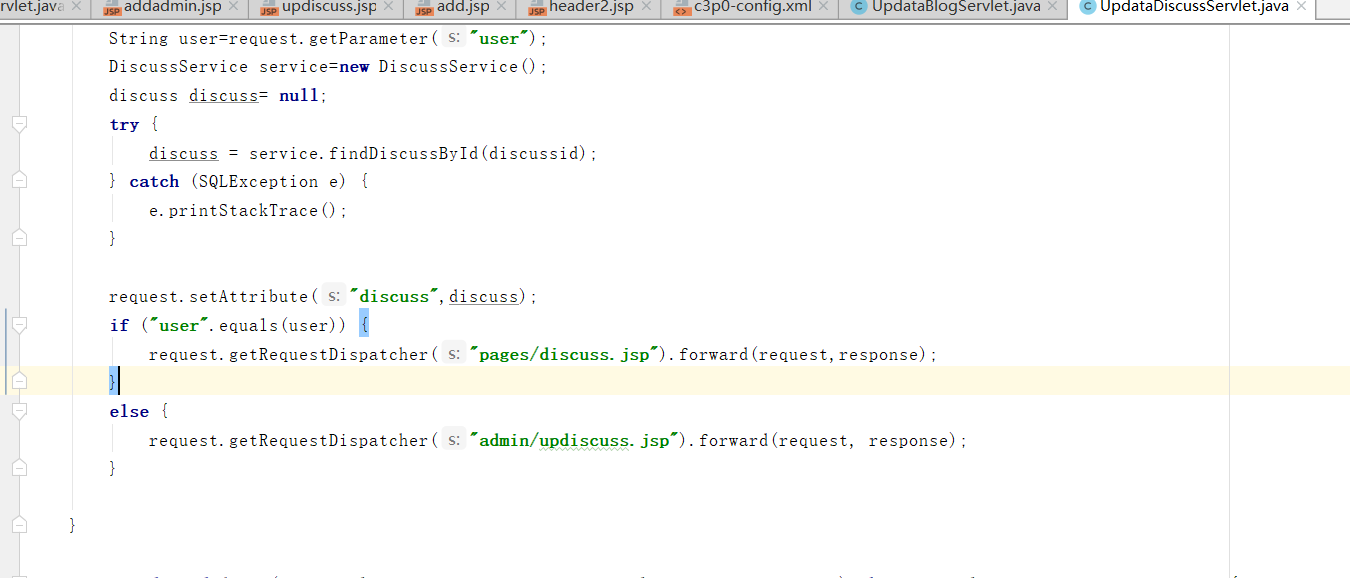 rvlet.java addadmin.jsp updiscuss.jsp add.jsp header2.jsp c3p0-config.xml UpdataBlogServlet.java UpdataDiscussServlet.java
String user=request.getParameter( s: "user");
DiscussService service=new DiscussService();
discuss discuss= null;
try {
discuss = service.findDiscussById(discussid);
} catch (SQLException e) {
e.printStackTrace();
}
request.setAttribute( s: "discuss",discuss);
if ("user".equals(user)) {
request.getRequestDispatcher( s: "pages/discuss.jsp").forward(request,response);
}
else {
request.getRequestDispatcher( s: "admin/updiscuss.jsp").forward(request, response);
}
}